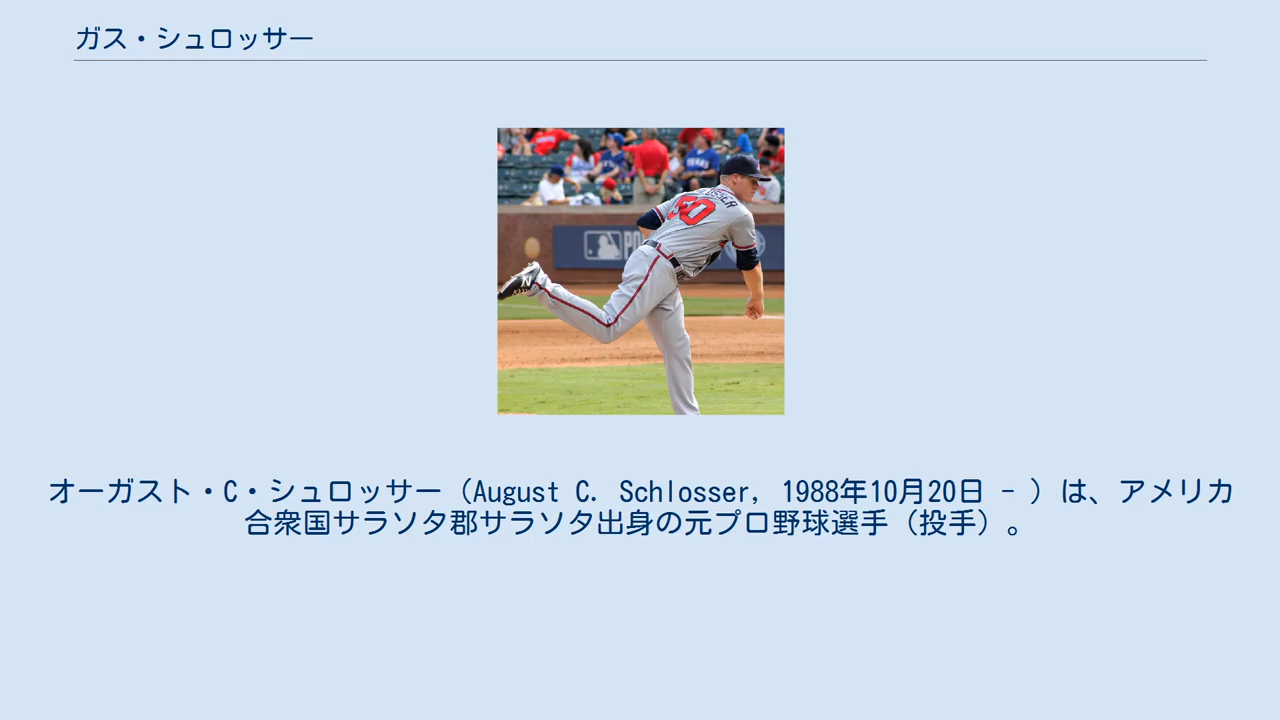 ガス・シュロッサー
50
オーガスト・C・シュロッサー（August C. Schlosser, 1988年10月20日 - ）は、アメリカ
合衆国サラソタ郡サラソタ出身の元プロ野球選手（投手）。